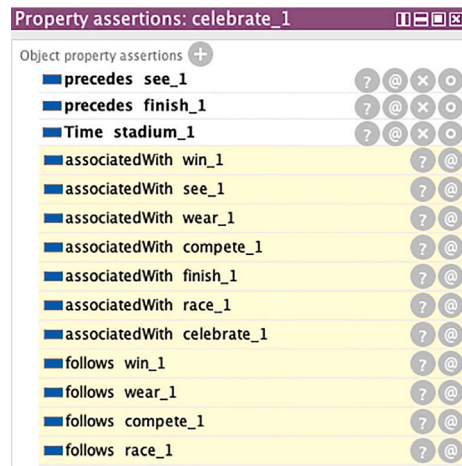 Property assertions: celebrate_1
Object property assertions
precedes see_1
precedes finish_1
Time stadium_1
associatedWith win_1
associatedWith see_1
associatedWith wear_1
associatedWith compete_1
associatedWith finish_1
associatedWith race_1
associatedWith celebrate_1
follows win_1
follows wear_1
follows compete_1
follows race_1